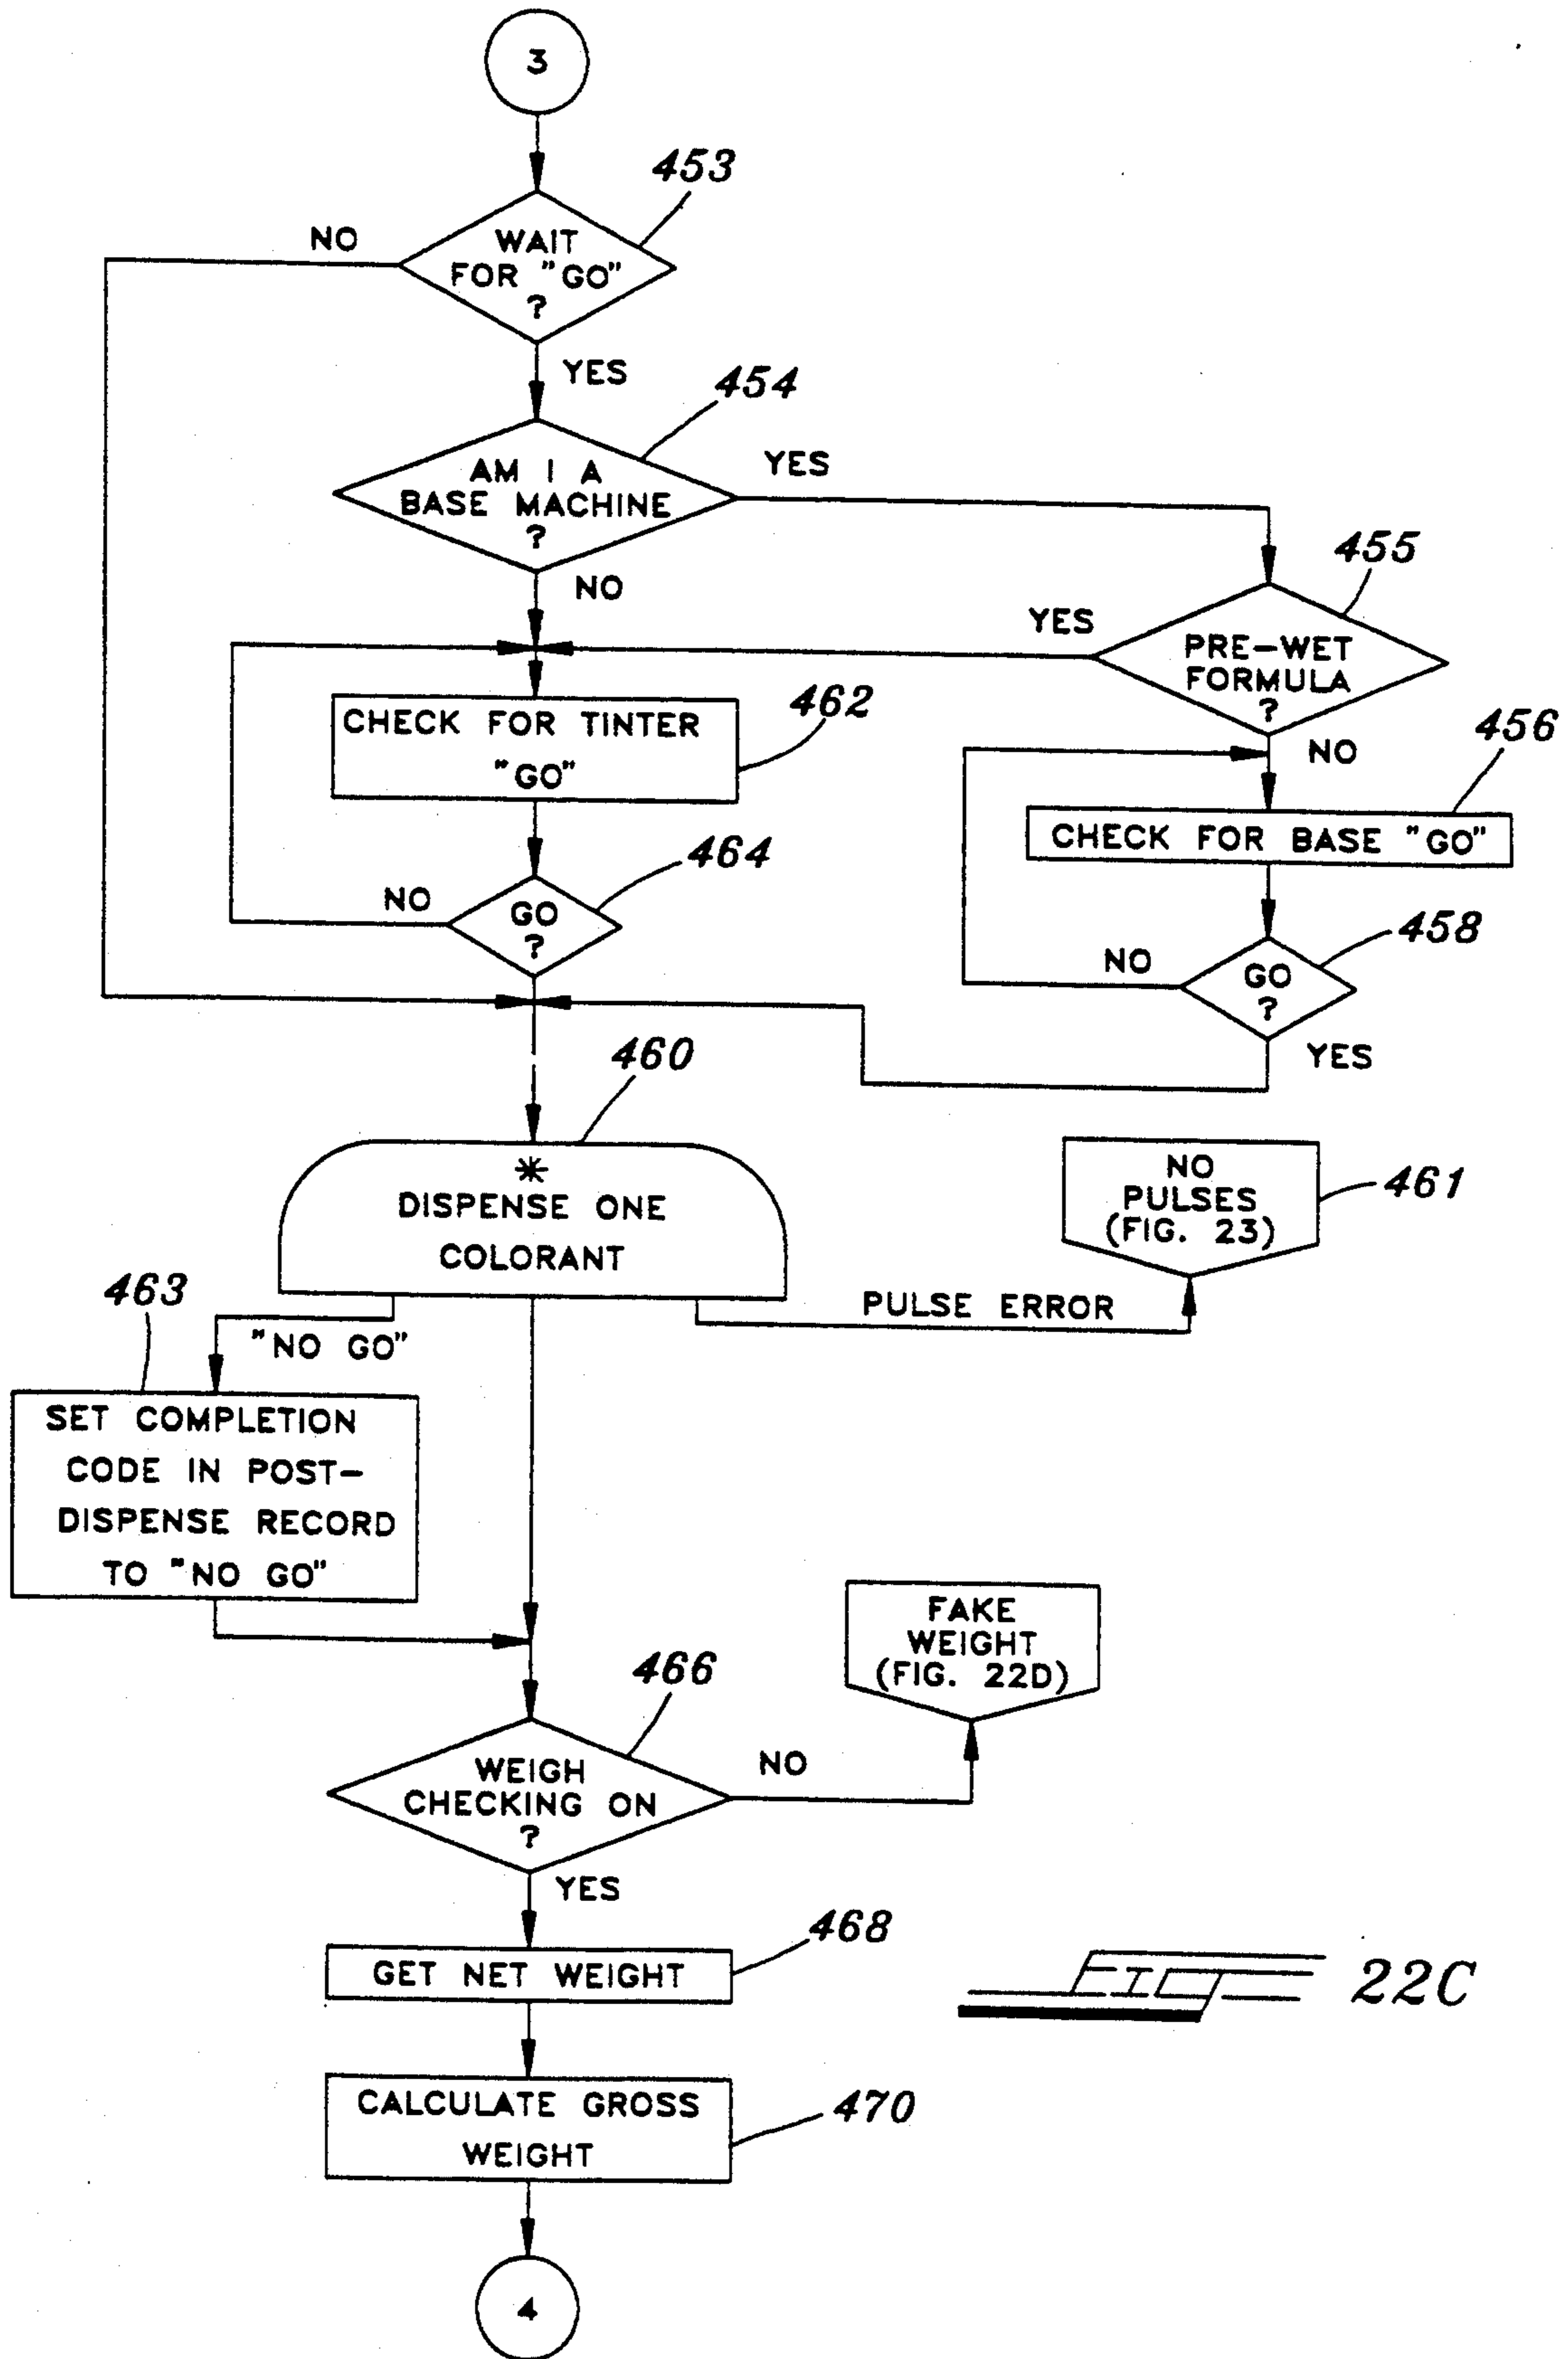 3
453
NO
WAIT
FOR "GO"
?
YES
454
AM I A
BASE MACHINE
?
YES
NO
455
YES
PRE-WET
FORMULA
?
NO
462
CHECK FOR TINTER
"GO"
456
CHECK FOR BASE "GO"
464
NO
GO
?
458
NO
GO
?
YES
460
*
DISPENSE ONE
COLORANT
NO
PULSES
(FIG. 23)
461
PULSE ERROR
463
"NO GO"
SET COMPLETION
CODE IN POST-
DISPENSE RECORD
TO "NO GO"
FAKE
WEIGHT
(FIG. 22D)
466
WEIGH
CHECKING ON
?
NO
YES
468
GET NET WEIGHT
FIG 22C
CALCULATE GROSS
WEIGHT
470
4